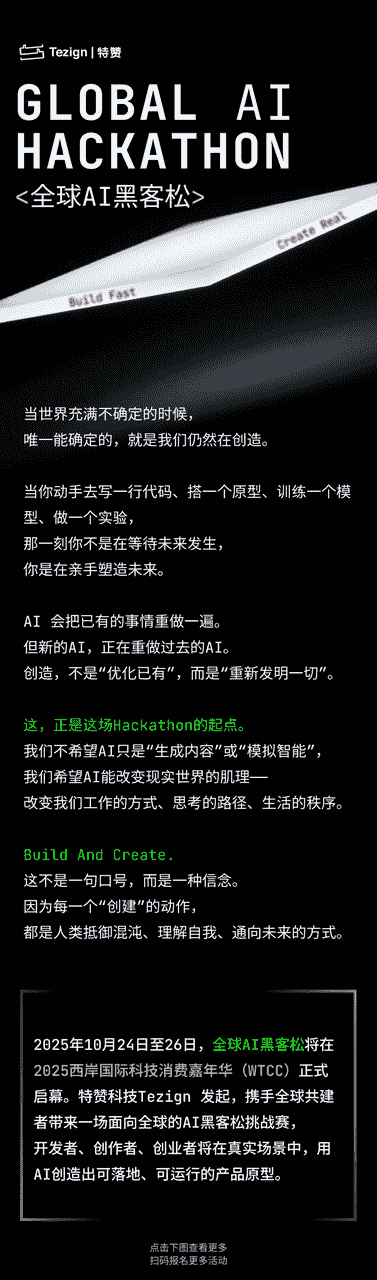 Tezign | 特赞
GLOBAL AI
HACKATHON
<全球AI黑客松>
Create Real
Build Fast
当世界充满不确定的时候，
唯一能确定的，就是我们仍然在创造。
当你动手去写一行代码、搭一个原型、训练一个模
型、做一个实验，
那一刻你不是在等待未来发生，
你是在亲手塑造未来。
AI 会把已有的事情重做一遍。
但新的AI，正在重做过去的AI。
创造，不是“优化已有”，而是“重新发明一切”。
这，正是这场Hackathon的起点。
我们不希望AI只是“生成内容”或“模拟智能”，
我们希望AI能改变现实世界的肌理——
改变我们工作的方式、思考的路径、生活的秩序。
Build And Create.
这不是一句口号，而是一种信念。
因为每一个“创建”的动作，
都是人类抵御混沌、理解自我、通向未来的方式。
2025年10月24日至26日，全球AI黑客松将在
2025西岸国际科技消费嘉年华（WTCC）正式
启幕。特赞科技Tezign 发起，携手全球共建
者带来一场面向全球的AI黑客松挑战赛，
开发者、创作者、创业者将在真实场景中，用
AI创造出可落地、可运行的产品原型。
点击下图查看更多
扫码报名更多活动